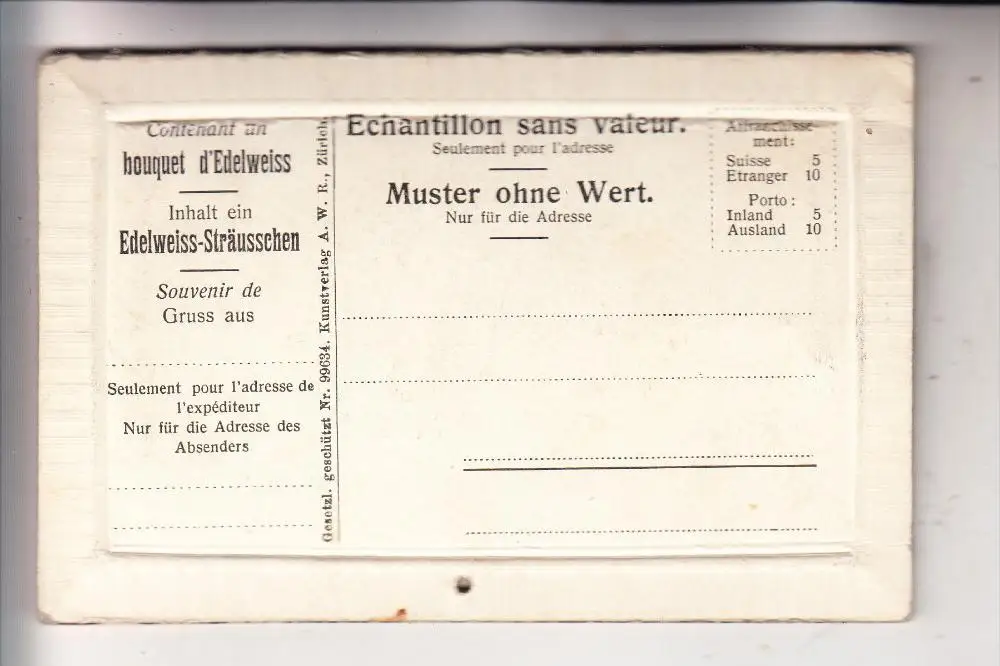 Contenant un
bouquet d'Edelweiss
Inhalt ein
Edelweiss-Sträusschen
Souvenir de
Gruss aus
Seulement pour l'adresse de
l'expéditeur
Nur für die Adresse des
Absenders
Gesetzl. geschützt Nr. 99634. Kunstverlag A. W. R., Zürich.
Echantillon sans valeur.
Seulement pour l'adresse
Muster ohne Wert.
Nur für die Adresse
Affranchisse-
ment:
Suisse 5
Etranger 10
Porto:
Inland 5
Ausland 10